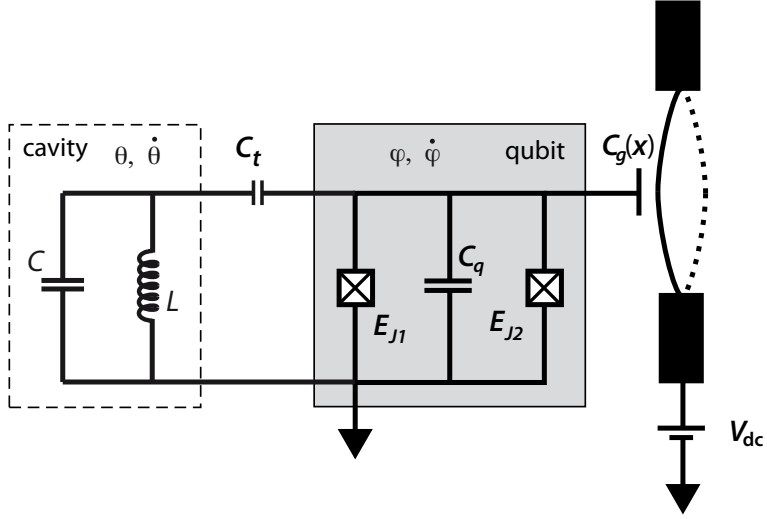 cavity
θ, θ̇
C_t
φ, φ̇
qubit
C_g(x)
C
L
E_J1
C_q
E_J2
V_dc